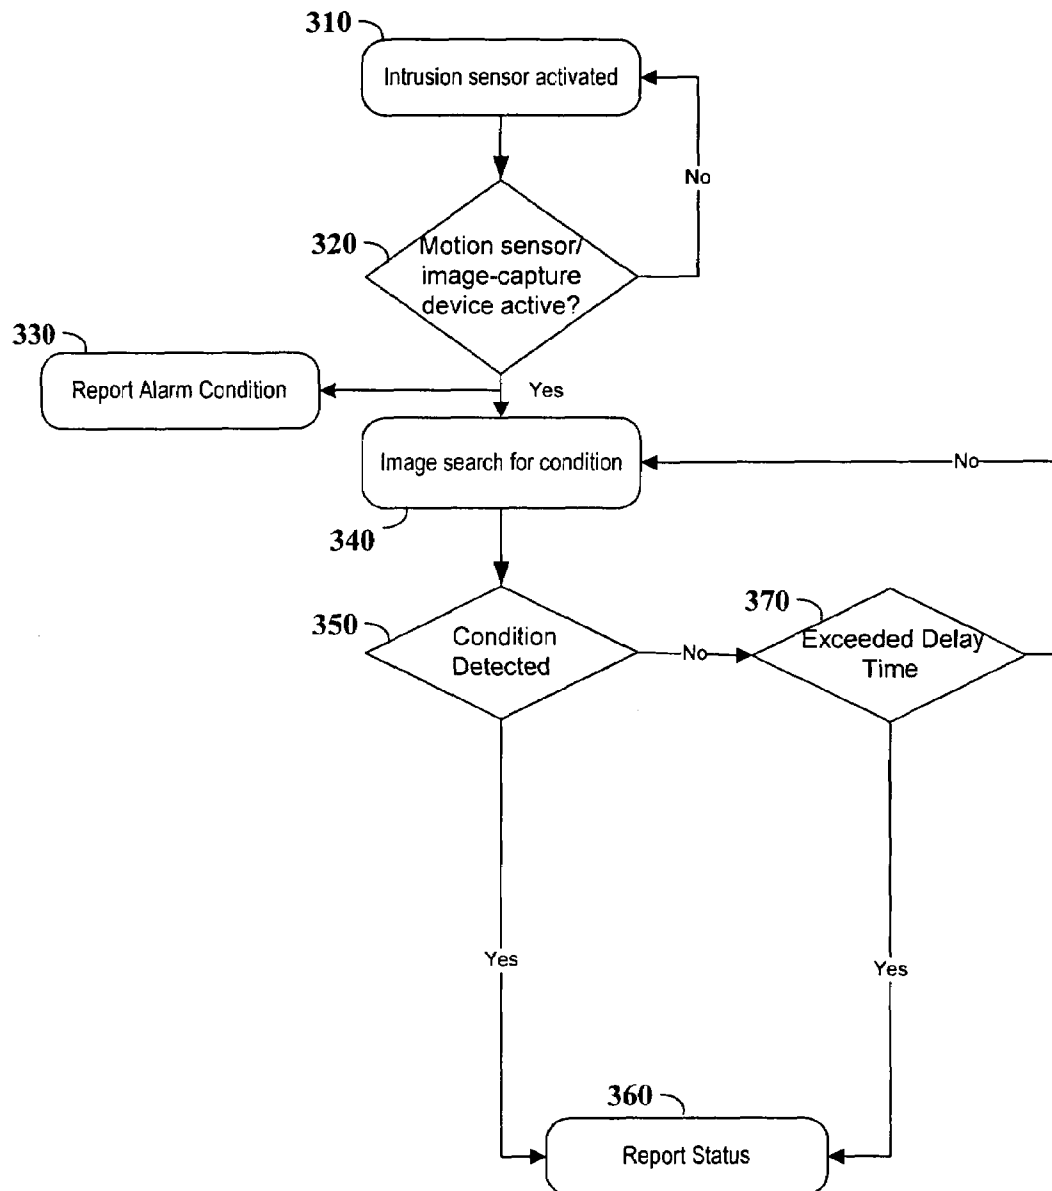 310
Intrusion sensor activated
No
320
Motion sensor/
image-capture
device active?
330
Report Alarm Condition
Yes
Image search for condition
No
340
350
Condition
Detected
No
370
Exceeded Delay
Time
Yes
Yes
360
Report Status